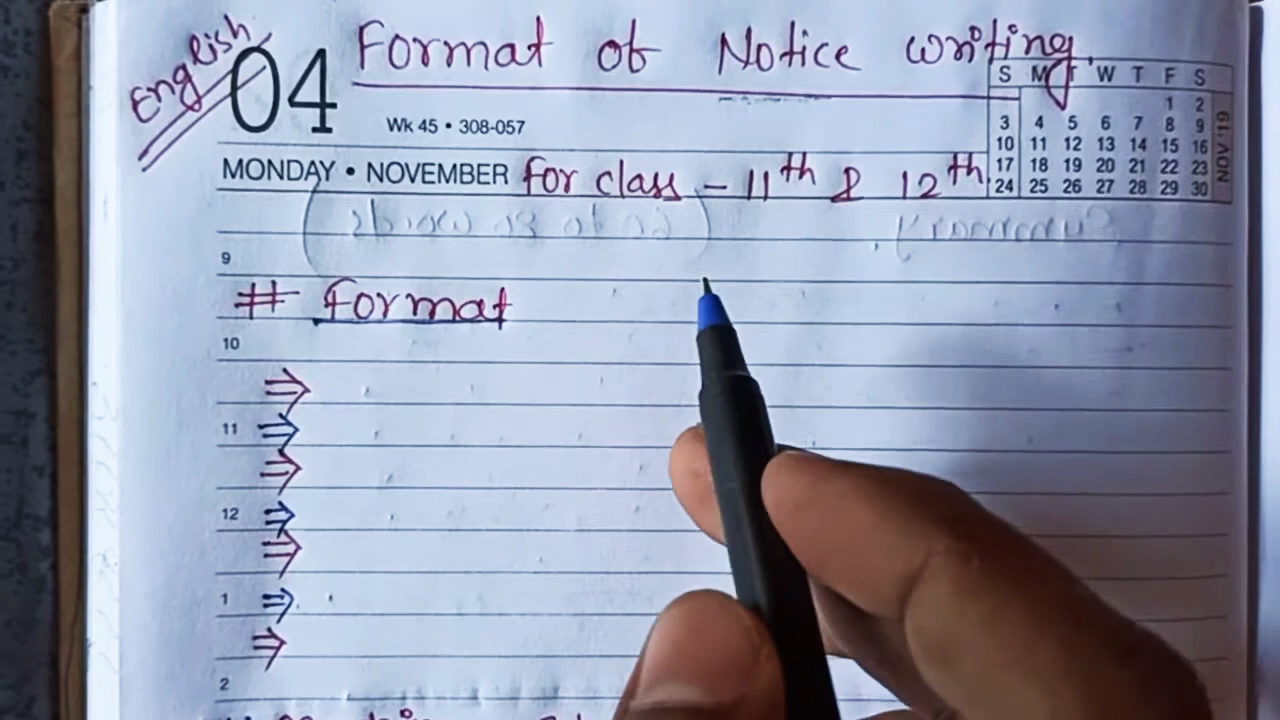 English
04
Format of Notice writing
Wk 45 • 308-057
MONDAY • NOVEMBER for class - 11th & 12th
S M T W T F S
1 2
3 4 5 6 7 8 9
10 11 12 13 14 15 16
17 18 19 20 21 22 23
24 25 26 27 28 29 30
NOV 19
9
# Format
10
⇒
11 ⇒
⇒
12 ⇒
⇒
1 ⇒
⇒
2